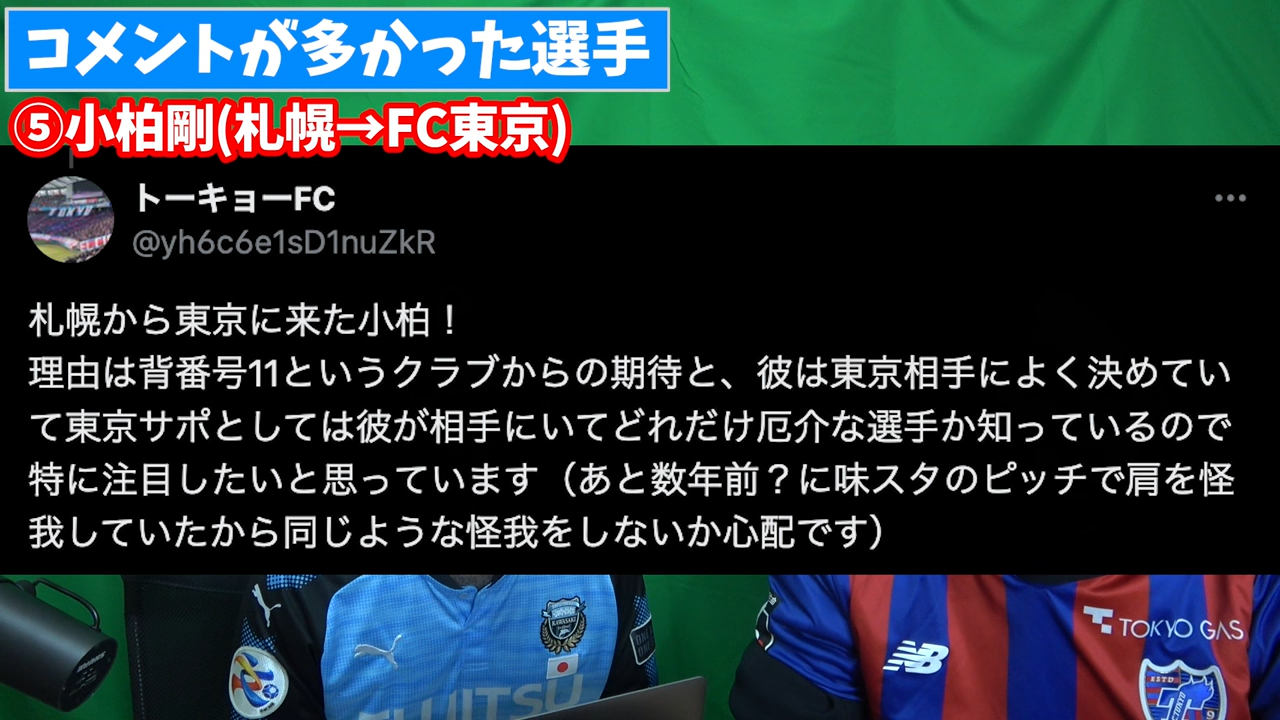 コメントが多かった選手
⑤小柏剛(札幌→FC東京)
トーキョーFC
@yh6c6e1sD1nuZkR
札幌から東京に来た小柏！
理由は背番号11というクラブからの期待と、彼は東京相手によく決めてい
て東京サポとしては彼が相手にいてどれだけ厄介な選手か知っているので
特に注目したいと思っています（あと数年前？に味スタのピッチで肩を怪
我していたから同じような怪我をしないか心配です）
KAWASAKI
FUJITSU
TOKYO GAS
NB
ESTD
TOKYO